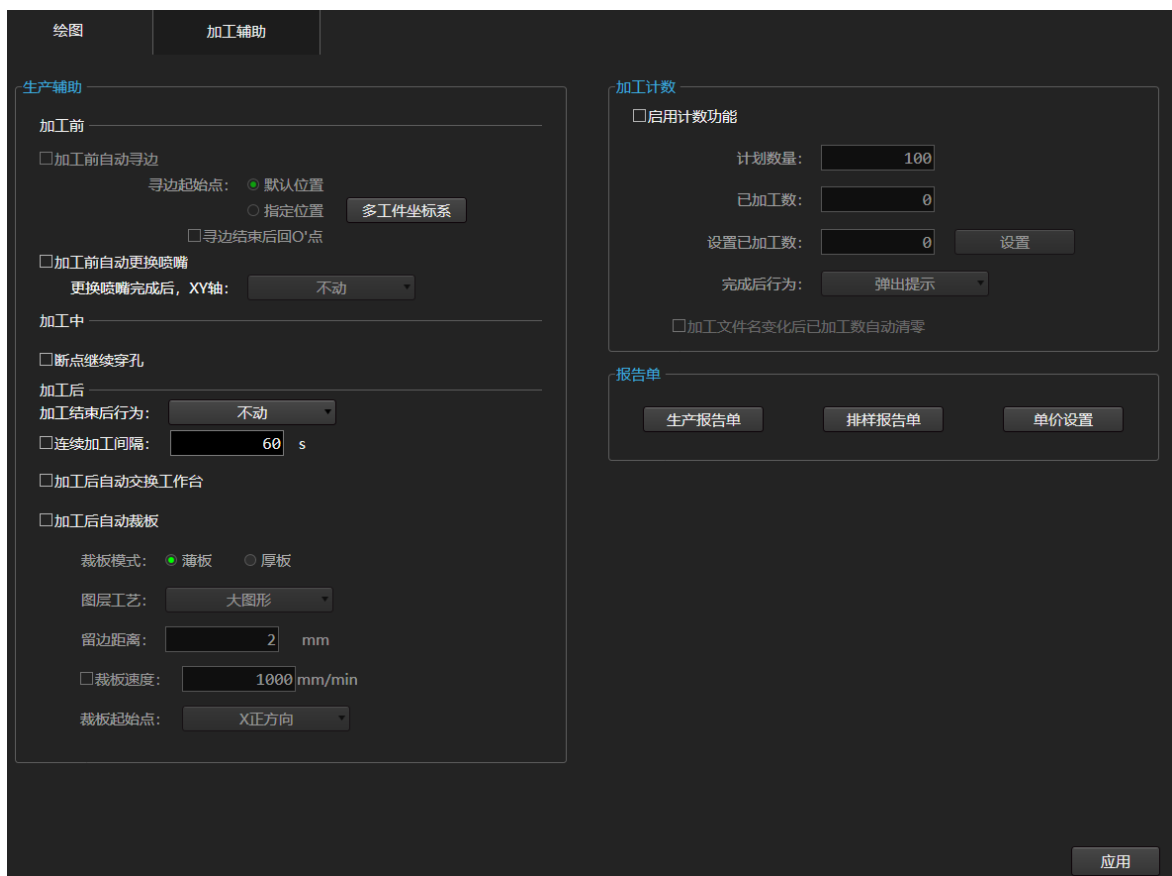 绘图
加工辅助
生产辅助
加工前
加工前自动寻边
寻边起始点: 默认位置
指定位置 多工件坐标系
寻边结束后回O'点
加工前自动更换喷嘴
更换喷嘴完成后, XY轴: 不动
加工中
断点继续穿孔
加工后
加工结束后行为: 不动
连续加工间隔: 60 s
加工后自动交换工作台
加工后自动裁板
裁板模式: 薄板 厚板
图层工艺: 大图形
留边距离: 2 mm
裁板速度: 1000 mm/min
裁板起始点: X正方向
加工计数
启用计数功能
计划数量: 100
已加工数: 0
设置已加工数: 0 设置
完成后行为: 弹出提示
加工文件名变化后已加工数自动清零
报告单
生产报告单 排样报告单 单价设置
应用